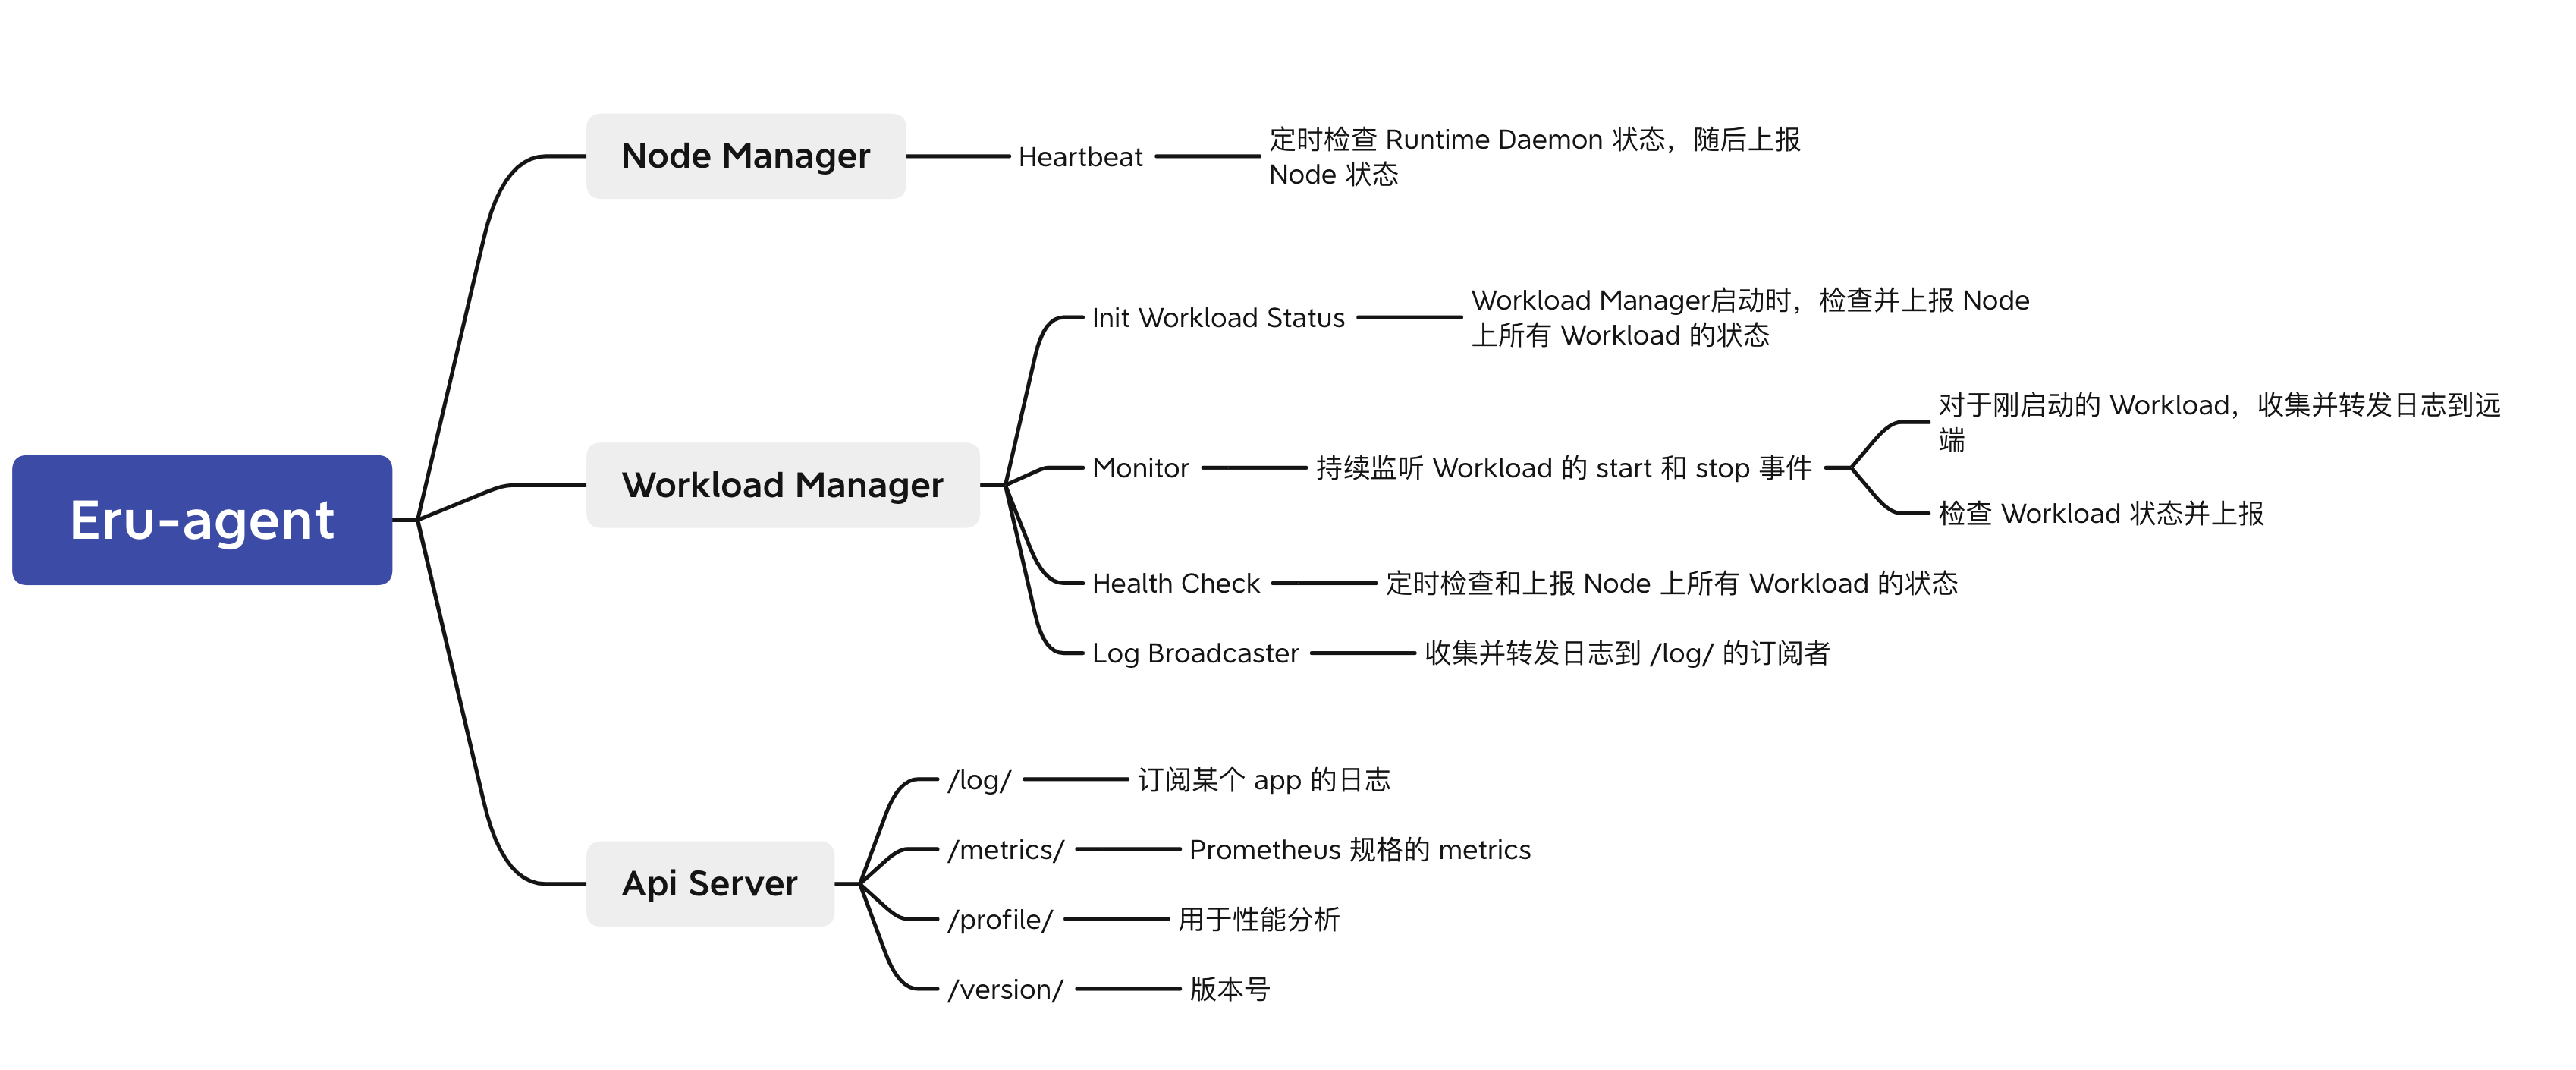 Eru-agent
Node Manager
Heartbeat
定时检查 Runtime Daemon 状态，随后上报
Node 状态
Workload Manager
Init Workload Status
Workload Manager启动时，检查并上报 Node
上所有 Workload 的状态
Monitor
持续监听 Workload 的 start 和 stop 事件
对于刚启动的 Workload，收集并转发日志到远
端
检查 Workload 状态并上报
Health Check
定时检查和上报 Node 上所有 Workload 的状态
Log Broadcaster
收集并转发日志到 /log/ 的订阅者
Api Server
/log/
订阅某个 app 的日志
/metrics/
Prometheus 规格的 metrics
/profile/
用于性能分析
/version/
版本号